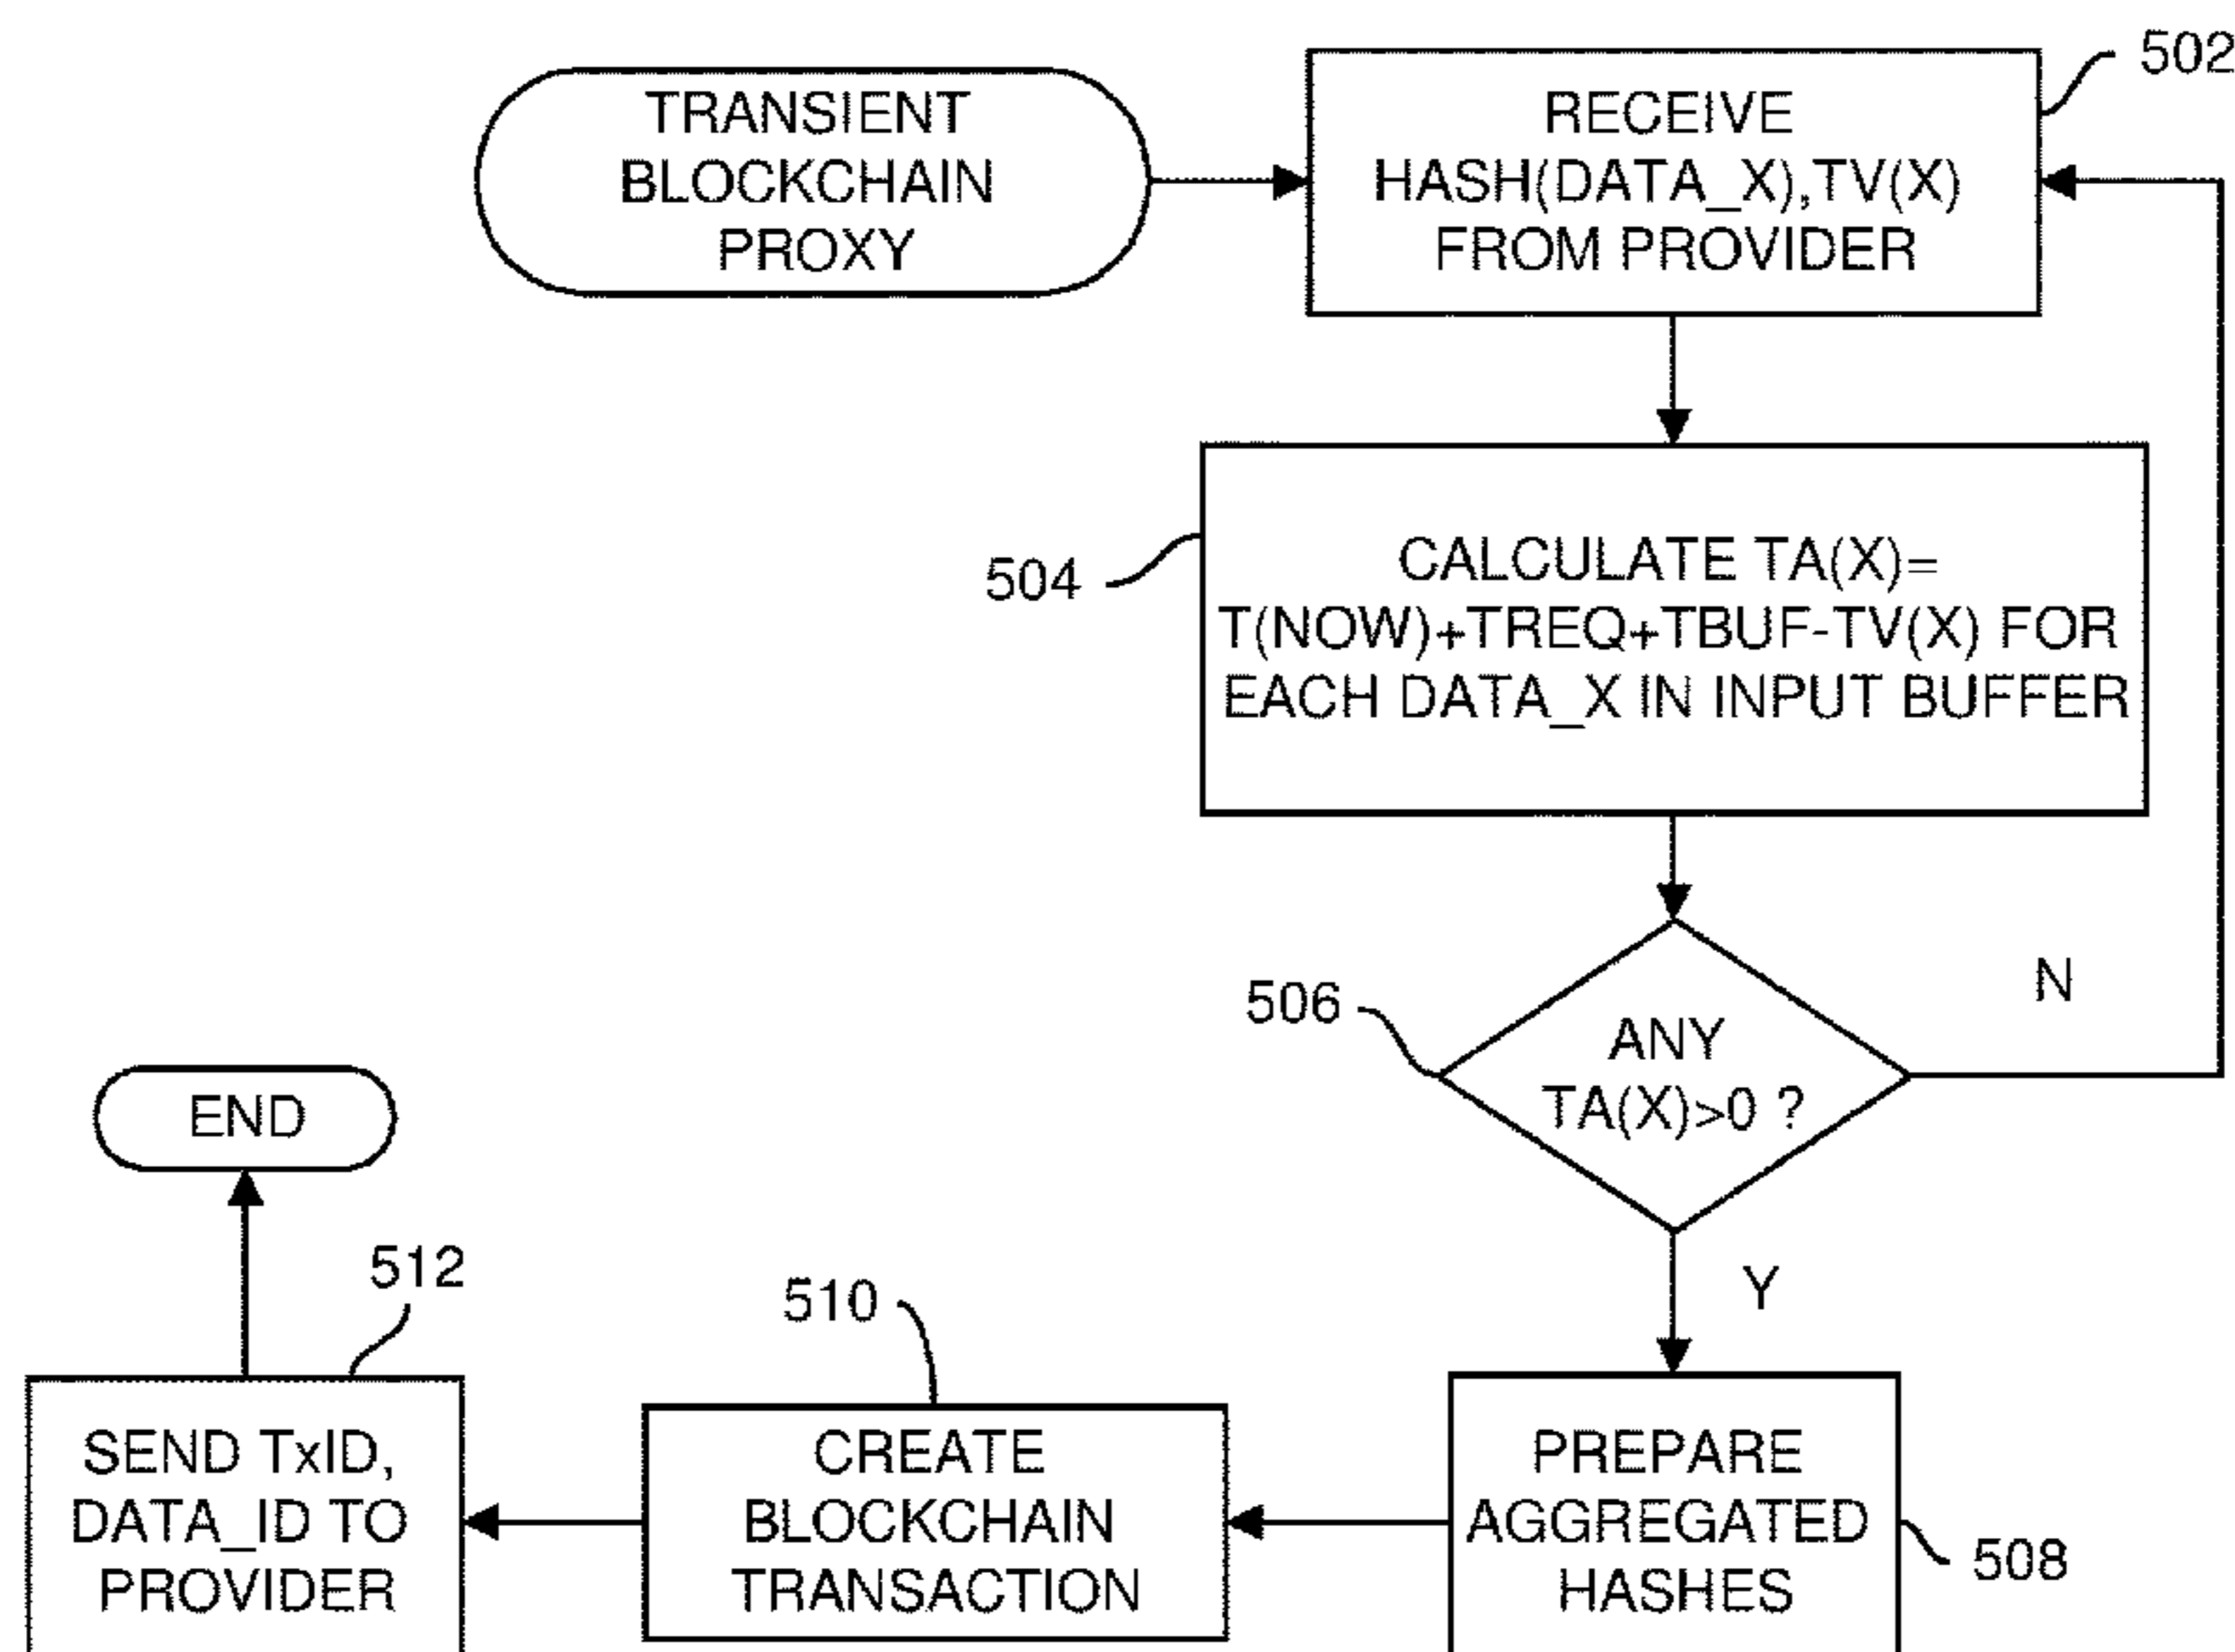 TRANSIENT
BLOCKCHAIN
PROXY
502
RECEIVE
HASH(DATA_X),TV(X)
FROM PROVIDER
504
CALCULATE TA(X)=
T(NOW)+TREQ+TBUF-TV(X) FOR
EACH DATA_X IN INPUT BUFFER
506
ANY
TA(X)>0 ?
N
Y
END
512
510
SEND TxID,
DATA_ID TO
PROVIDER
CREATE
BLOCKCHAIN
TRANSACTION
PREPARE
AGGREGATED
HASHES
508